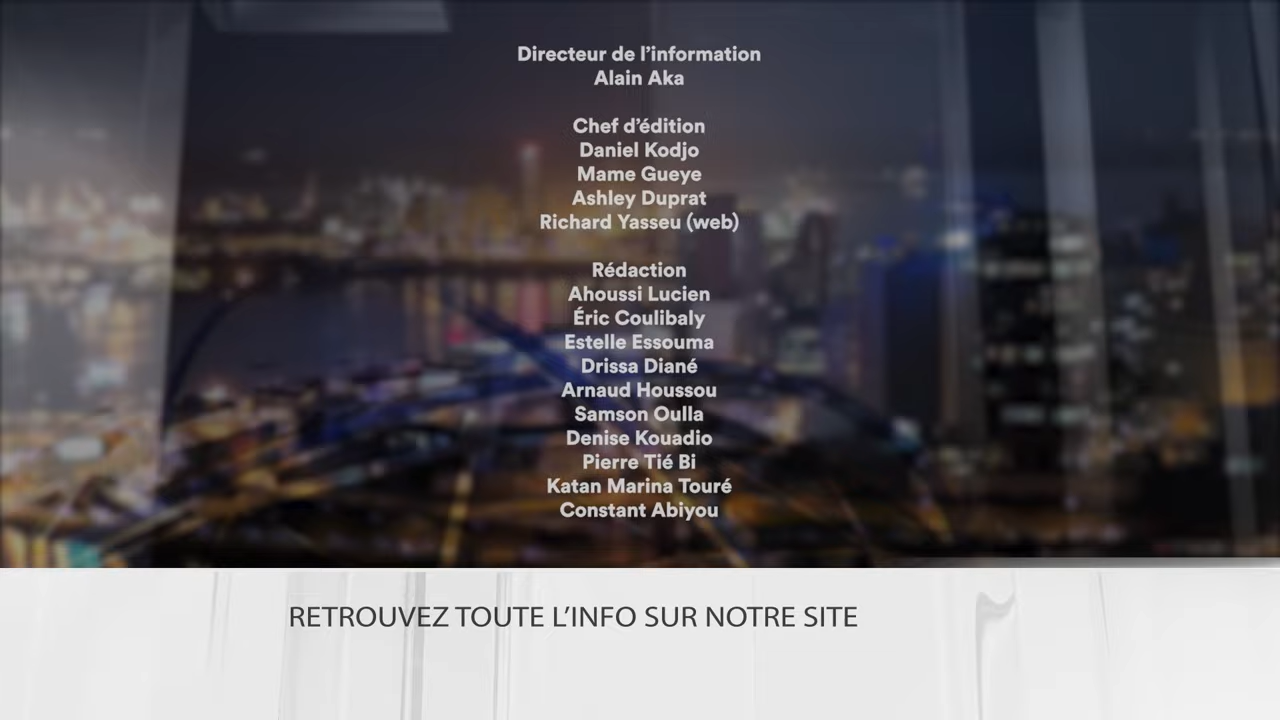 Directeur de l’information
Alain Aka
Chef d’édition
Daniel Kodjo
Mame Gueye
Ashley Duprat
Richard Yasseu (web)
Rédaction
Ahoussi Lucien
Éric Coulibaly
Estelle Essouma
Drissa Diané
Arnaud Houssou
Samson Oulla
Denise Kouadio
Pierre Tié Bi
Katan Marina Touré
Constant Abiyou
RETROUVEZ TOUTE L’INFO SUR NOTRE SITE